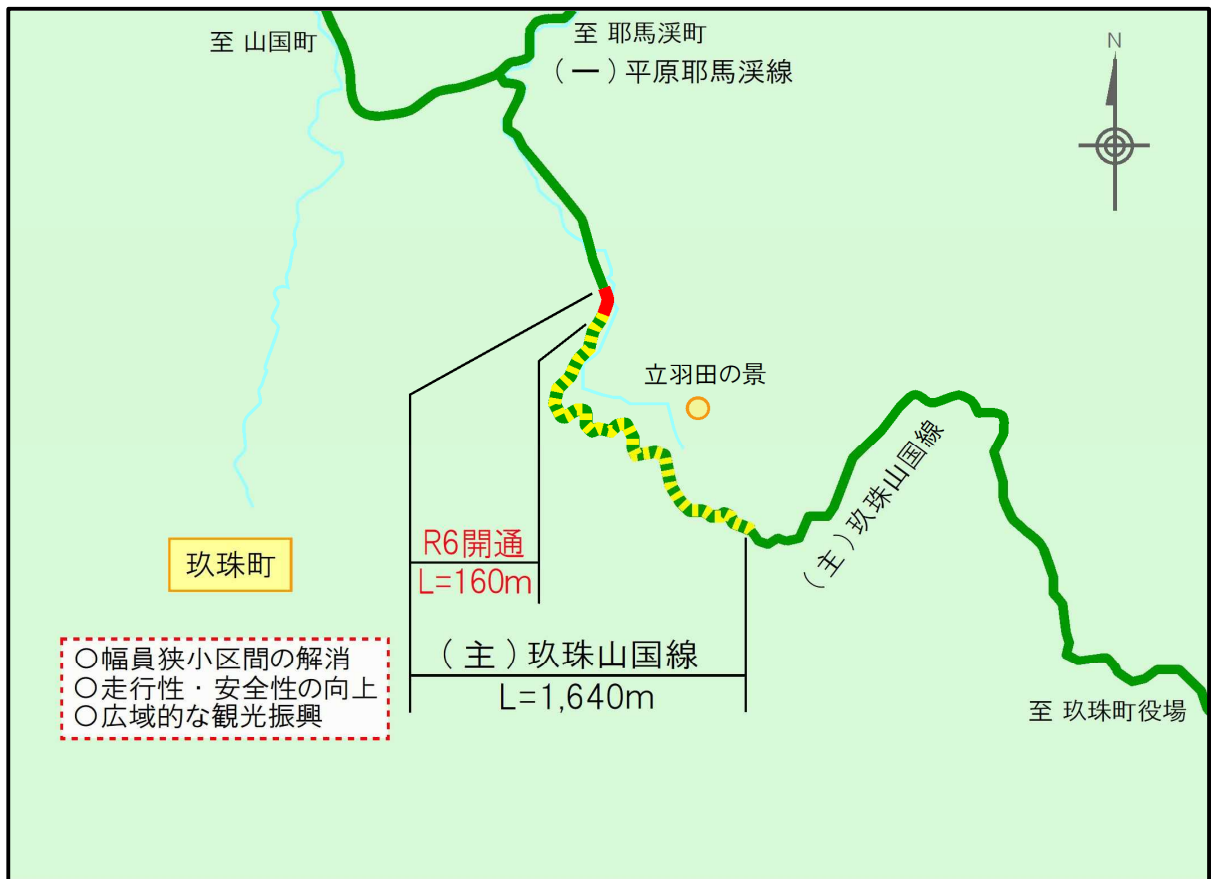 至 山国町
至 耶馬渓町
(一)平原耶馬渓線
N
立羽田の景
(主)玖珠山国線
R6開通
L=160m
玖珠町
(主)玖珠山国線
L=1,640m
○幅員狭小区間の解消
○走行性・安全性の向上
○広域的な観光振興
至 玖珠町役場